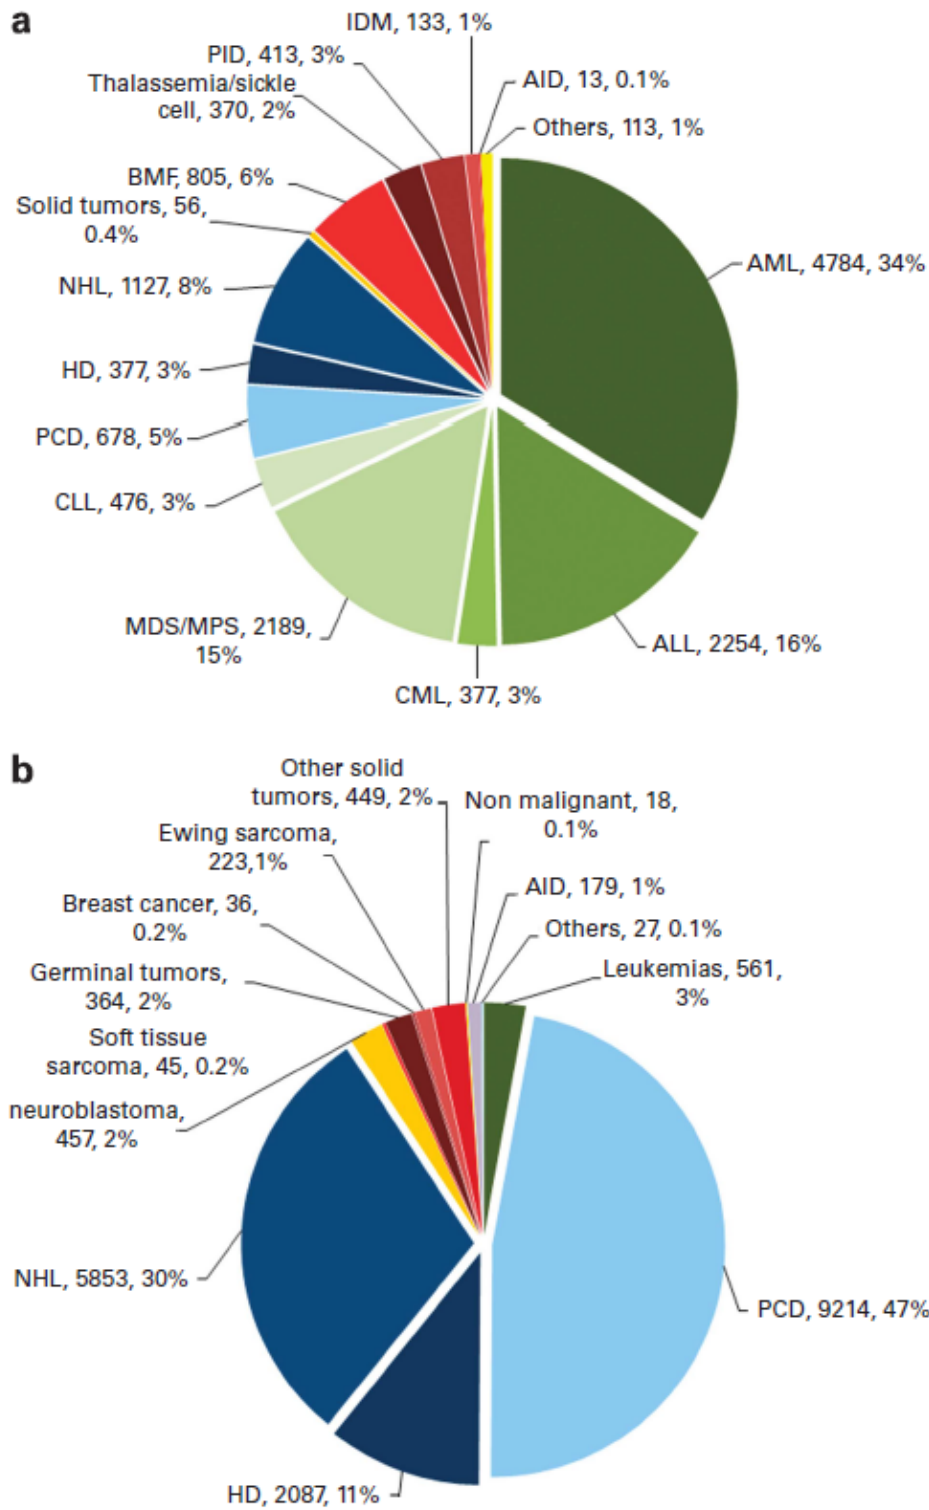 a
IDM, 133, 1%
PID, 413, 3%
Thalassemia/sickle
cell, 370, 2%
AID, 13, 0.1%
Others, 113, 1%
BMF, 805, 6%
Solid tumors, 56,
0.4%
NHL, 1127, 8%
AML, 4784, 34%
HD, 377, 3%
PCD, 678, 5%
CLL, 476, 3%
MDS/MPS, 2189,
15%
ALL, 2254, 16%
CML, 377, 3%
b
Other solid
tumors, 449, 2%
Non malignant, 18,
0.1%
Ewing sarcoma,
223,1%
AID, 179, 1%
Breast cancer, 36,
0.2%
Others, 27, 0.1%
Germinal tumors,
364, 2%
Leukemias, 561,
3%
Soft tissue
sarcoma, 45, 0.2%
neuroblastoma,
457, 2%
NHL, 5853, 30%
PCD, 9214, 47%
HD, 2087, 11%